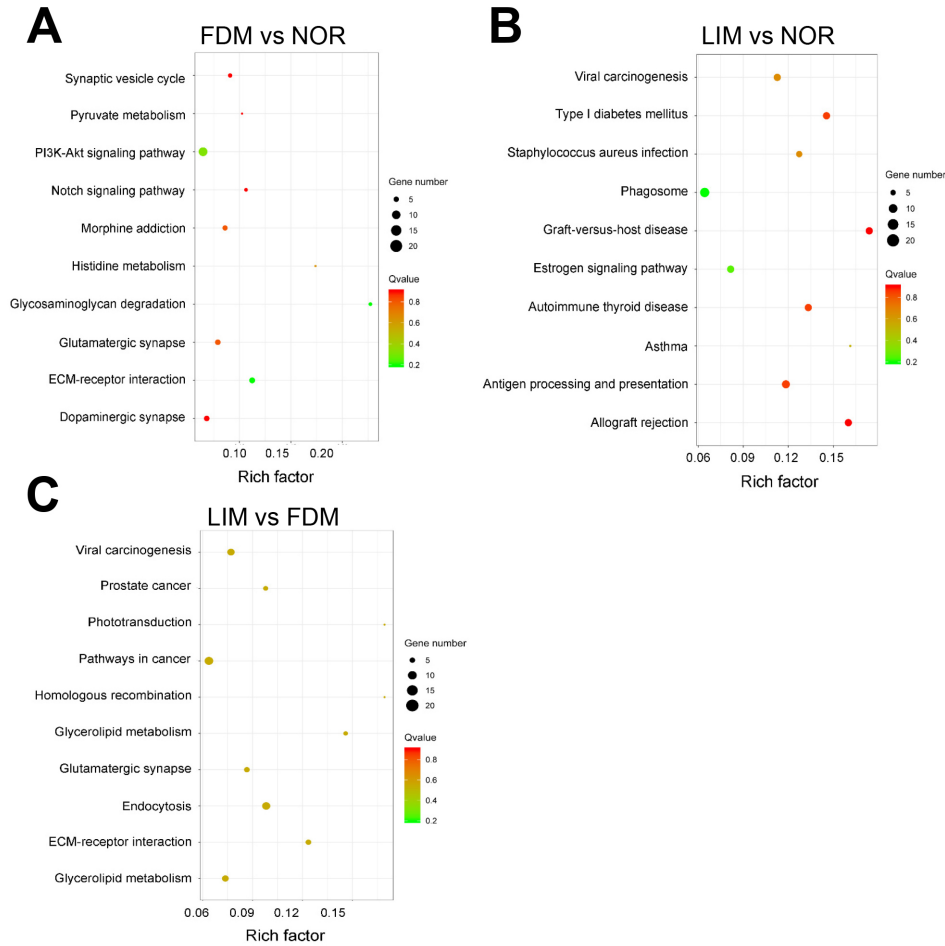 A
FDM vs NOR
Synaptic vesicle cycle
Pyruvate metabolism
PI3K-Akt signaling pathway
Notch signaling pathway
Morphine addiction
Histidine metabolism
Glycosaminoglycan degradation
Glutamatergic synapse
ECM-receptor interaction
Dopaminergic synapse
0.10 0.15 0.20
Rich factor
Gene number
5
10
15
20
Qvalue
0.8
0.6
0.4
0.2
B
LIM vs NOR
Viral carcinogenesis
Type I diabetes mellitus
Staphylococcus aureus infection
Phagosome
Graft-versus-host disease
Estrogen signaling pathway
Autoimmune thyroid disease
Asthma
Antigen processing and presentation
Allograft rejection
0.06 0.09 0.12 0.15
Rich factor
Gene number
5
10
15
20
Qvalue
0.8
0.6
0.4
0.2
C
LIM vs FDM
Viral carcinogenesis
Prostate cancer
Phototransduction
Pathways in cancer
Homologous recombination
Glycerolipid metabolism
Glutamatergic synapse
Endocytosis
ECM-receptor interaction
Glycerolipid metabolism
0.06 0.09 0.12 0.15
Rich factor
Gene number
5
10
15
20
Qvalue
0.8
0.6
0.4
0.2